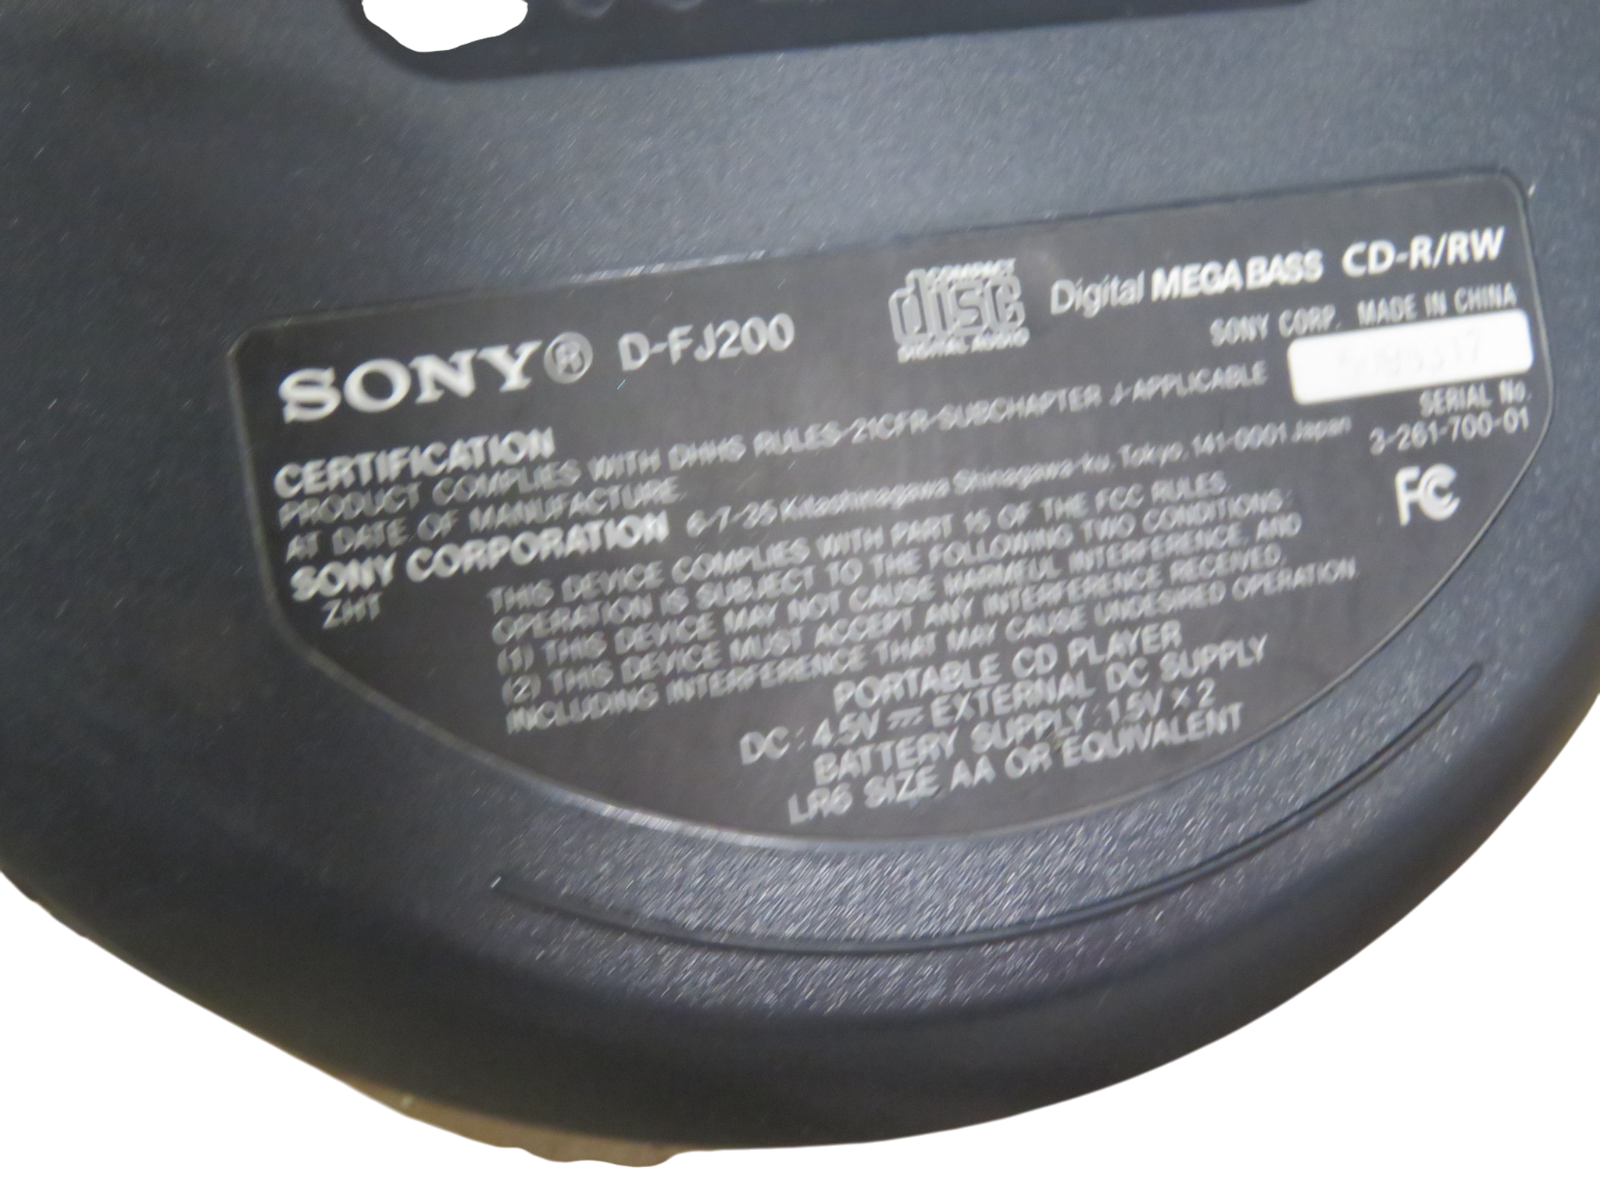 SONY® D-FJ200
COMPACT
disc
DIGITAL AUDIO
Digital MEGA BASS CD-R/RW
SONY CORP. MADE IN CHINA
SERIAL No.
3-261-700-01
FC
CERTIFICATION
PRODUCT COMPLIES WITH DHHS RULES 21CFR SUBCHAPTER J APPLICABLE
AT DATE OF MANUFACTURE.
SONY CORPORATION 6-7-35 Kitashinagawa Shinagawa-ku, Tokyo, 141-0001 Japan
ZHT
THIS DEVICE COMPLIES WITH PART 15 OF THE FCC RULES.
OPERATION IS SUBJECT TO THE FOLLOWING TWO CONDITIONS:
(1) THIS DEVICE MAY NOT CAUSE HARMFUL INTERFERENCE, AND
(2) THIS DEVICE MUST ACCEPT ANY INTERFERENCE RECEIVED,
INCLUDING INTERFERENCE THAT MAY CAUSE UNDESIRED OPERATION.
PORTABLE CD PLAYER
DC : 4.5V ⎓ EXTERNAL DC SUPPLY
BATTERY SUPPLY : 1.5V X 2
LR6 SIZE AA OR EQUIVALENT